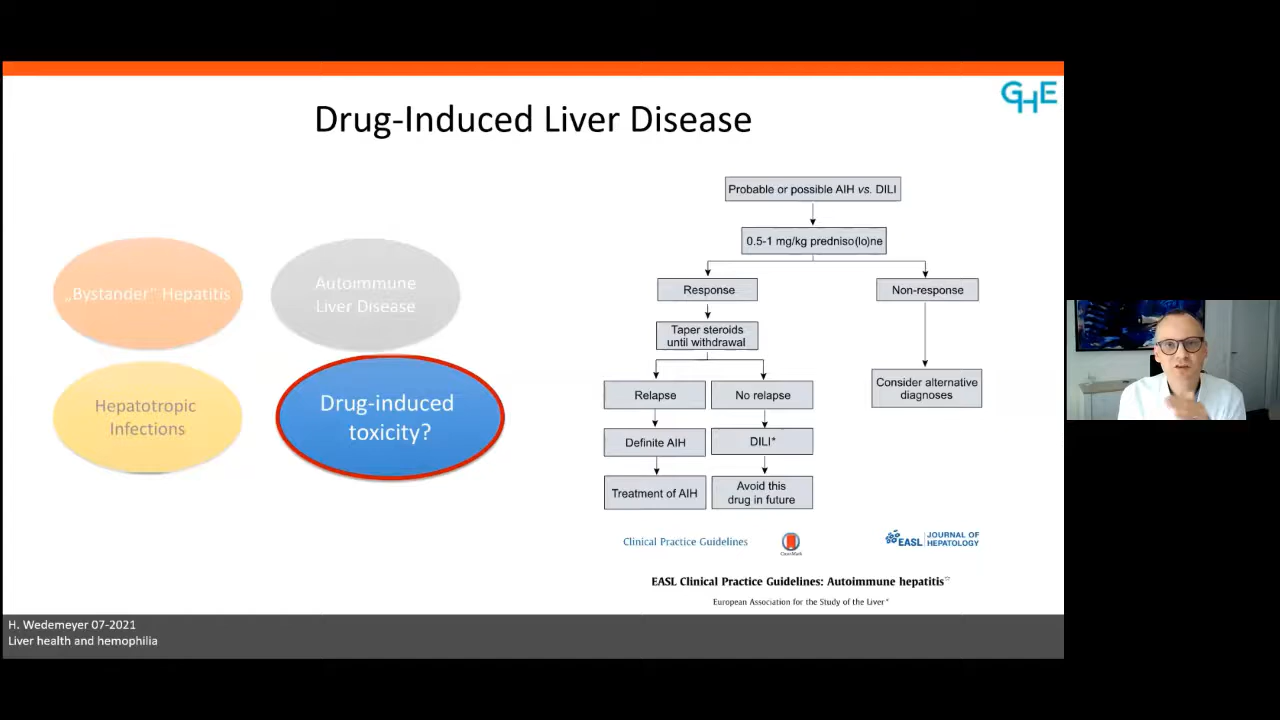 GHE
Drug-Induced Liver Disease
„Bystander" Hepatitis
Autoimmune
Liver Disease
Hepatotropic
Infections
Drug-induced
toxicity?
Probable or possible AIH vs. DILI
0.5-1 mg/kg predniso(lo)ne
Response
Non-response
Taper steroids
until withdrawal
Consider alternative
diagnoses
Relapse
No relapse
Definite AIH
DILI*
Treatment of AIH
Avoid this
drug in future
Clinical Practice Guidelines
CrossMark
EASL
JOURNAL OF
HEPATOLOGY
EASL Clinical Practice Guidelines: Autoimmune hepatitis☆
European Association for the Study of the Liver*
H. Wedemeyer 07-2021
Liver health and hemophilia